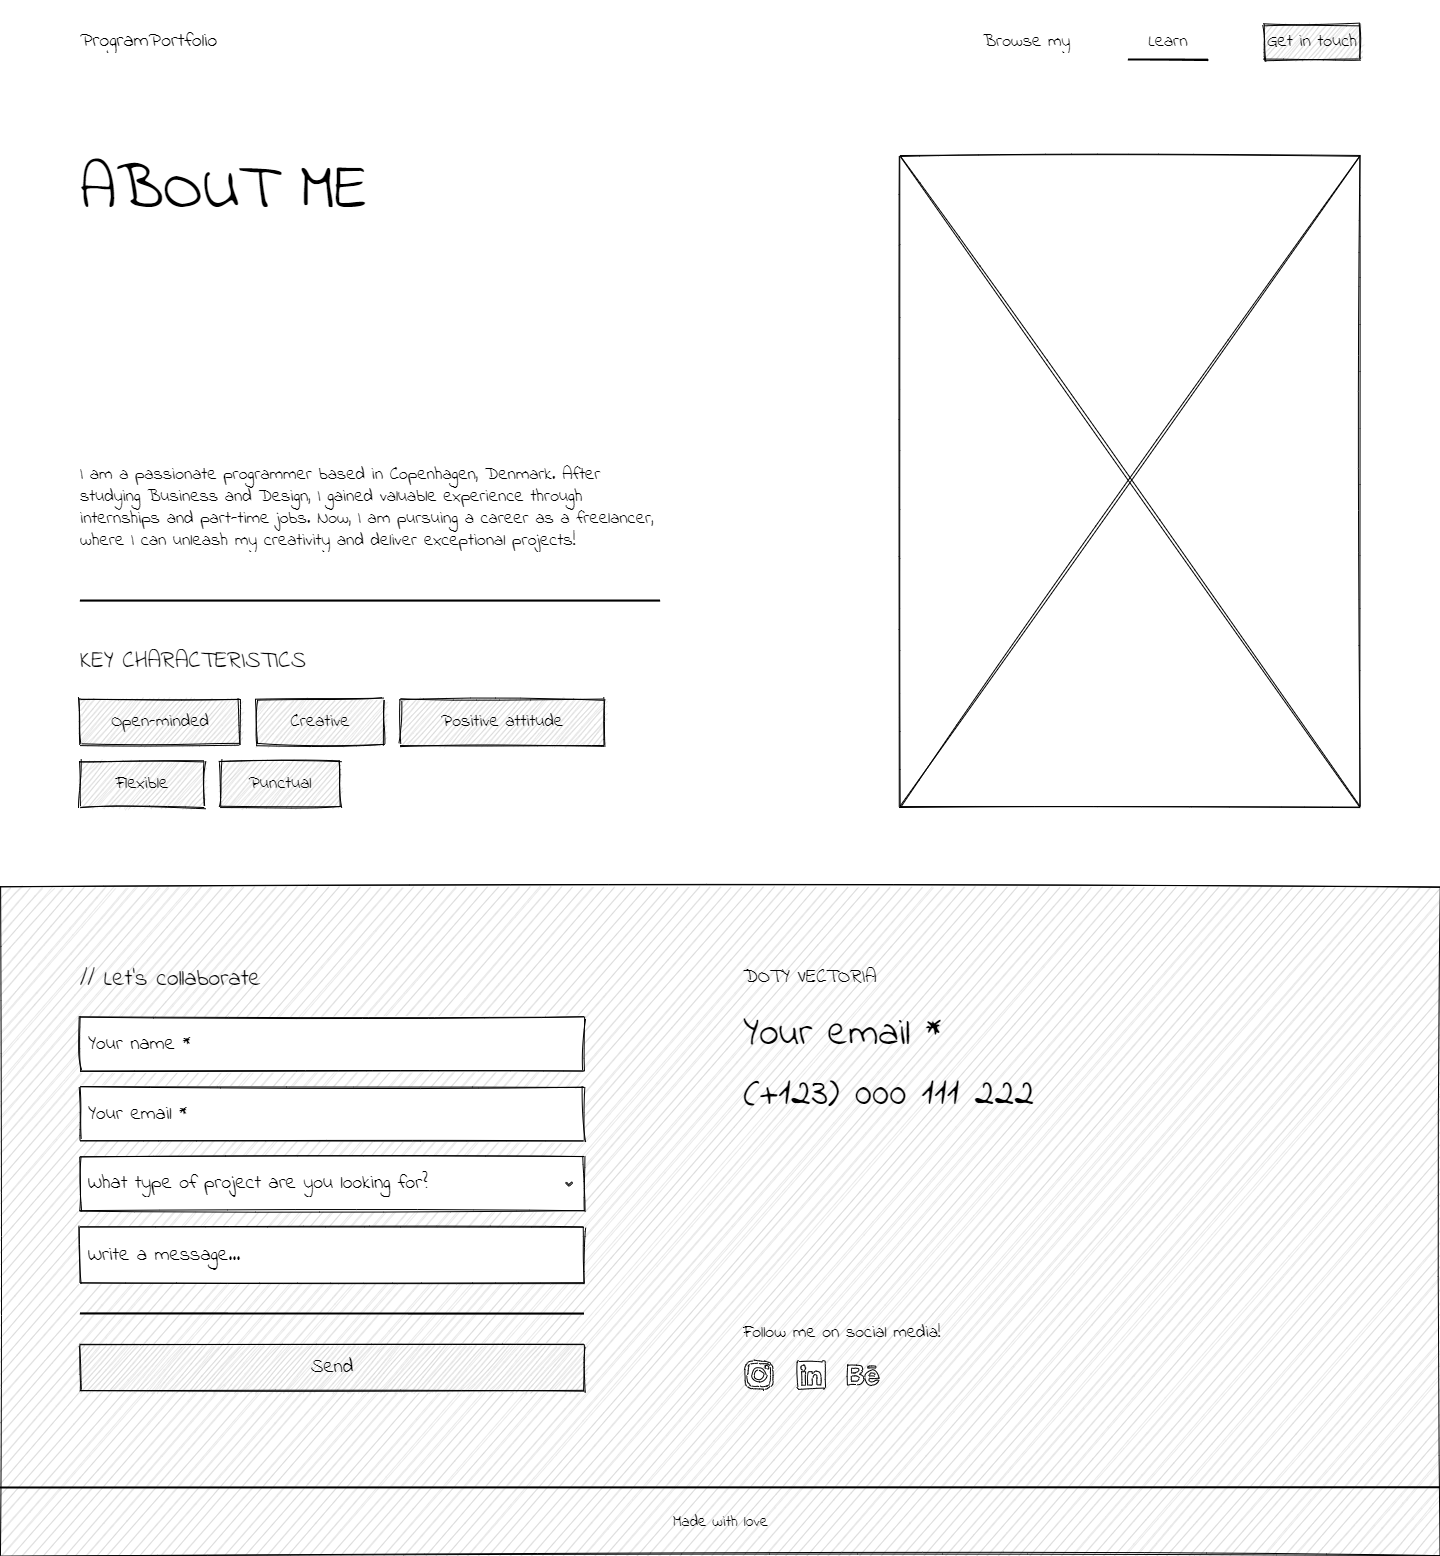 ProgramPortfolio
Browse my
Learn
Get in touch
ABOUT ME
I am a passionate programmer based in Copenhagen, Denmark. After
studying Business and Design, I gained valuable experience through
internships and part-time jobs. Now, I am pursuing a career as a freelancer,
where I can unleash my creativity and deliver exceptional projects!
KEY CHARACTERISTICS
Open-minded
Creative
Positive attitude
Flexible
Punctual
// Let's collaborate
Your name *
Your email *
What type of project are you looking for?
Write a message...
Send
DOTY VECTORIA
Your email *
(+123) 000 111 222
Follow me on social media!
in
Bē
Made with love